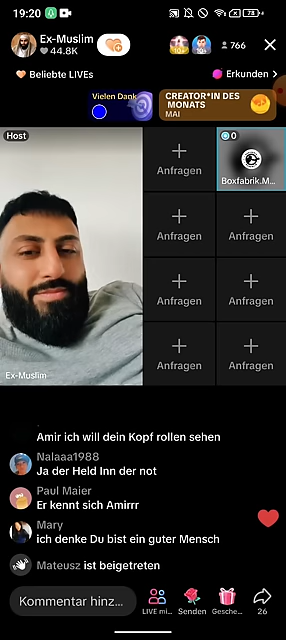 19:20
73
Ex-Muslim
44.8K
766
Beliebte LIVEs
Erkunden >
Vielen Dank
CREATOR*IN DES
MONATS
MAI
Host
Anfragen
0
Boxfabrik.M...
Anfragen
Anfragen
Anfragen
Anfragen
Anfragen
Anfragen
Ex-Muslim
Amir ich will dein Kopf rollen sehen
Nalaaa1988
Ja der Held Inn der not
Paul Maier
Er kennt sich Amirrr
Mary
ich denke Du bist ein guter Mensch
Mateusz ist beigetreten
Kommentar hinz...
LIVE mi...
Senden
Gesche...
26